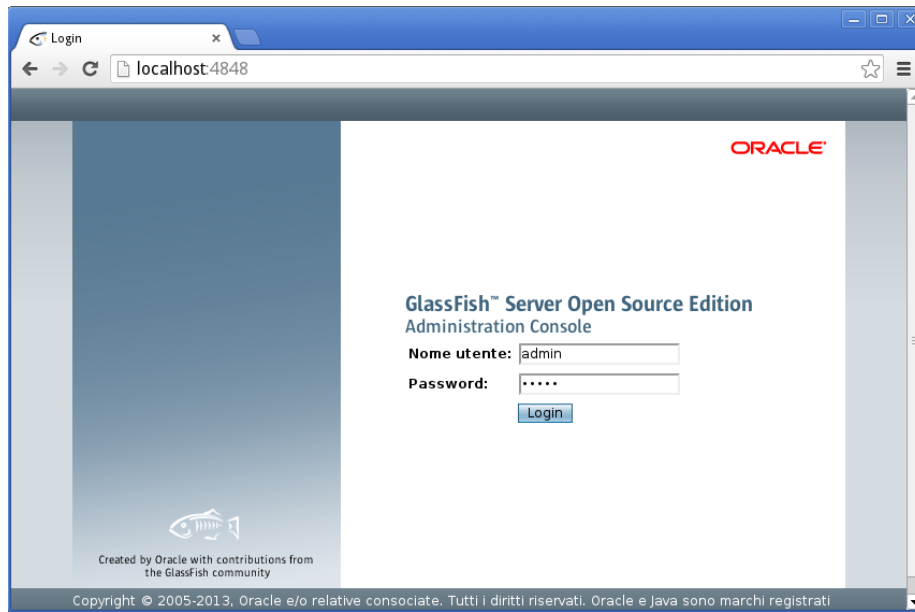 Login
localhost:4848
ORACLE
GlassFish™ Server Open Source Edition
Administration Console
Nome utente: admin
Password: •••••
Login
Created by Oracle with contributions from
the GlassFish community
Copyright © 2005-2013, Oracle e/o relative consociate. Tutti i diritti riservati. Oracle e Java sono marchi registrati